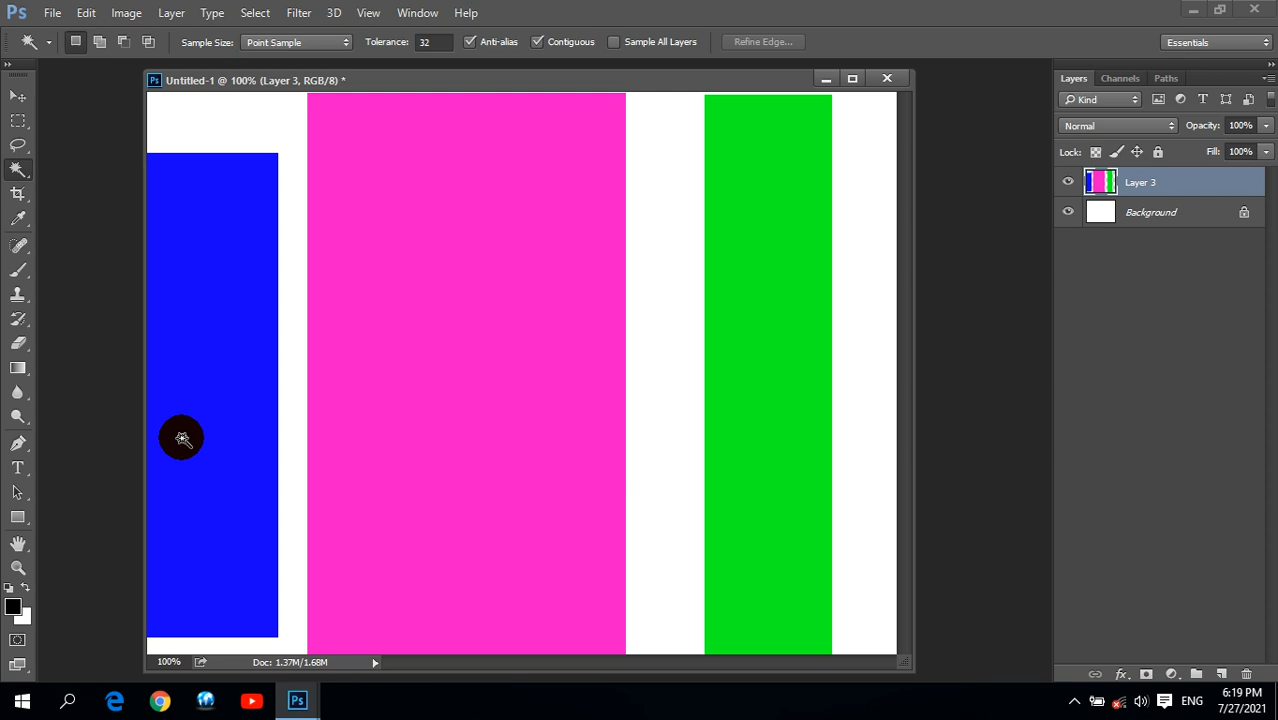 Ps File Edit Image Layer Type Select Filter 3D View Window Help
Sample Size: Point Sample Tolerance: 32 Anti-alias Contiguous Sample All Layers Refine Edge... Essentials
Ps Untitled-1 @ 100% (Layer 3, RGB/8) *
Layers Channels Paths
Kind
Normal Opacity: 100%
Lock: Fill: 100%
Layer 3
Background
T
100% Doc: 1.37M/1.68M
fx
Ps ENG 6:19 PM
7/27/2021